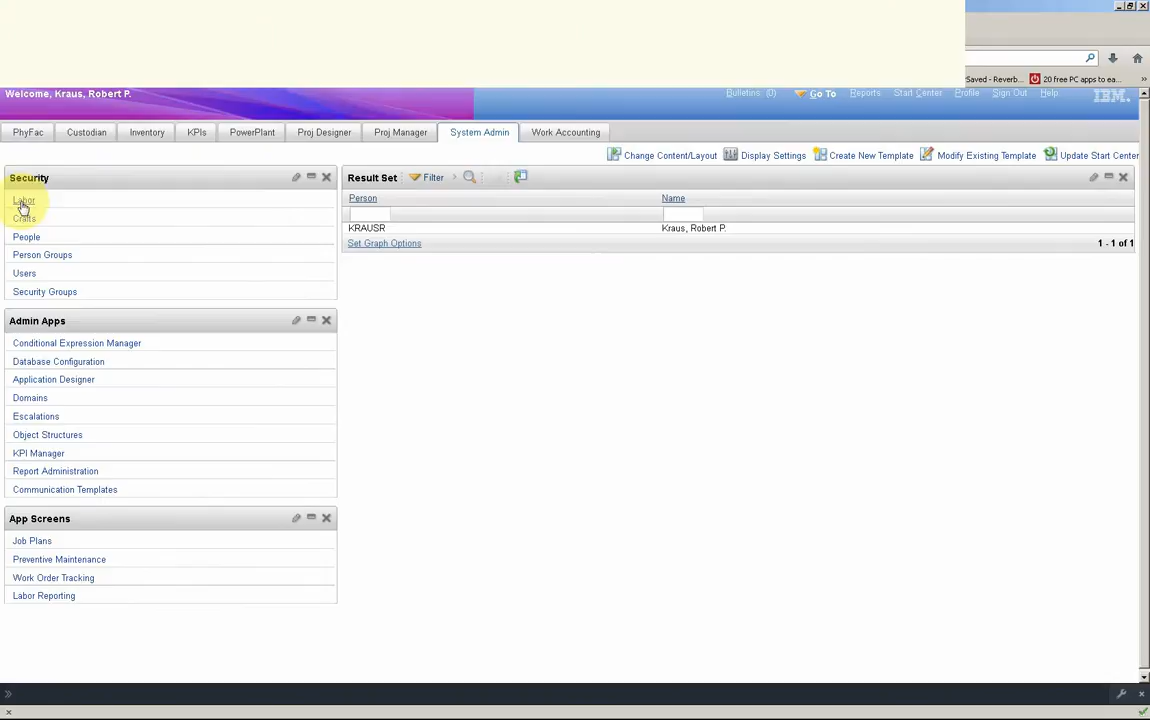 Saved - Reverb... 20 free PC apps to ea... »
Welcome, Kraus, Robert P.
Bulletins (0) Go To Reports Start Center Profile Sign Out Help IBM.
PhyFac Custodian Inventory KPIs PowerPlant Proj Designer Proj Manager System Admin Work Accounting
Change Content/Layout Display Settings Create New Template Modify Existing Template Update Start Center
Security
Labor
Crafts
People
Person Groups
Users
Security Groups
Result Set Filter
Person Name
KRAUSR Kraus, Robert P.
Set Graph Options 1 - 1 of 1
Admin Apps
Conditional Expression Manager
Database Configuration
Application Designer
Domains
Escalations
Object Structures
KPI Manager
Report Administration
Communication Templates
App Screens
Job Plans
Preventive Maintenance
Work Order Tracking
Labor Reporting